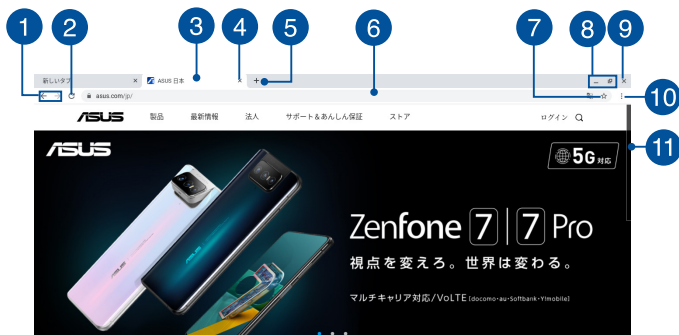 1 2 3 4 5 6 7 8 9
新しいタブ
ASUS 日本
asus.com/jp/
10
ASUS 製品 最新情報 法人 サポート＆あんしん保証 ストア ログイン
11
ASUS
5G 対応
Zenfone 7 | 7 Pro
視点を変えろ。世界は変わる。
マルチキャリア対応/VoLTE [docomo・au・Softbank・Y!mobile]
ASUS